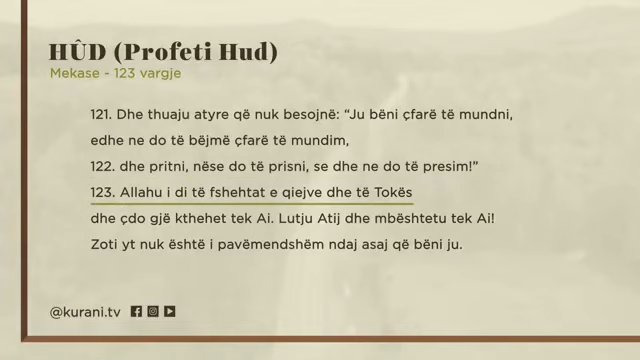 HÛD (Profeti Hud)
Mekase - 123 vargje
121. Dhe thuaju atyre që nuk besojnë: “Ju bëni çfarë të mundni,
edhe ne do të bëjmë çfarë të mundim,
122. dhe pritni, nëse do të prisni, se dhe ne do të presim!”
123. Allahu i di të fshehtat e qiejve dhe të Tokës
dhe çdo gjë kthehet tek Ai. Lutju Atij dhe mbështetu tek Ai!
Zoti yt nuk është i pavëmendshëm ndaj asaj që bëni ju.
@kurani.tv